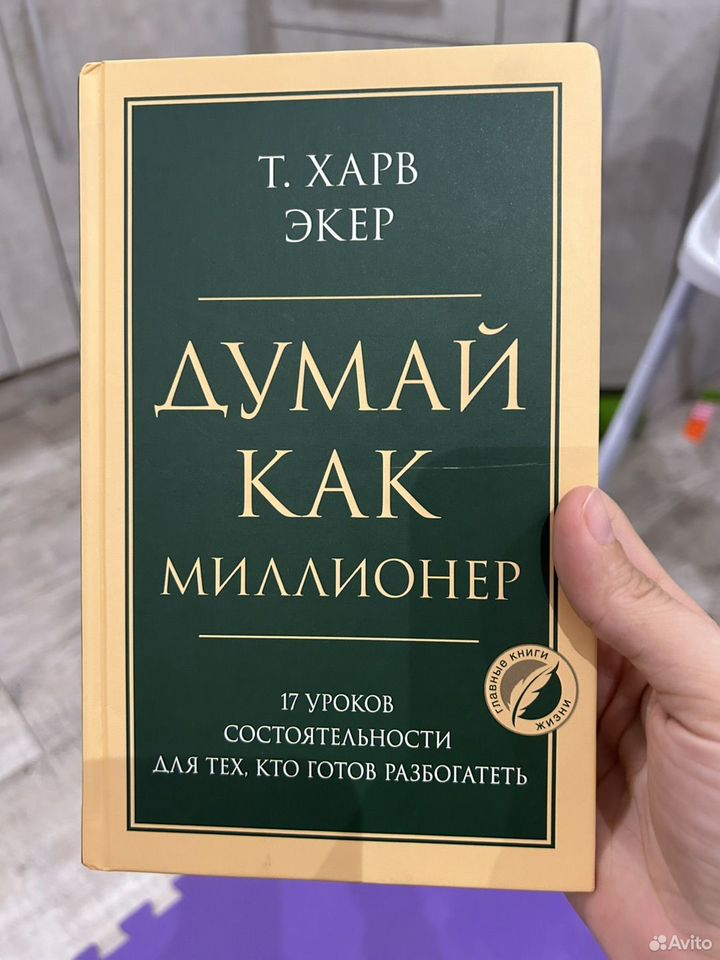 Т. ХАРВ
ЭКЕР
ДУМАЙ
КАК
МИЛЛИОНЕР
главные книги
жизни
17 УРОКОВ
СОСТОЯТЕЛЬНОСТИ
ДЛЯ ТЕХ, КТО ГОТОВ РАЗБОГАТЕТЬ
Avito